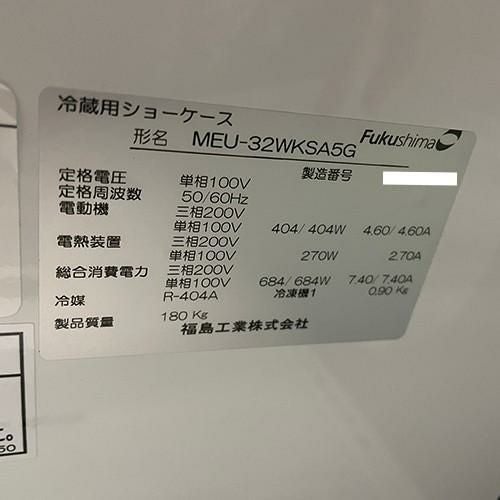 冷蔵用ショーケース
形名 MEU-32WKSA5G Fukushima
製造番号
定格電圧 単相100V
定格周波数 50/60Hz
電動機 三相200V
単相100V 404/404W 4.60/4.60A
電熱装置 三相200V
単相100V 270W 2.70A
総合消費電力 三相200V
単相100V 684/684W 7.40/7.40A
冷媒 R-404A 冷凍機1 0.90 Kg
製品質量 180 Kg
福島工業株式会社
50